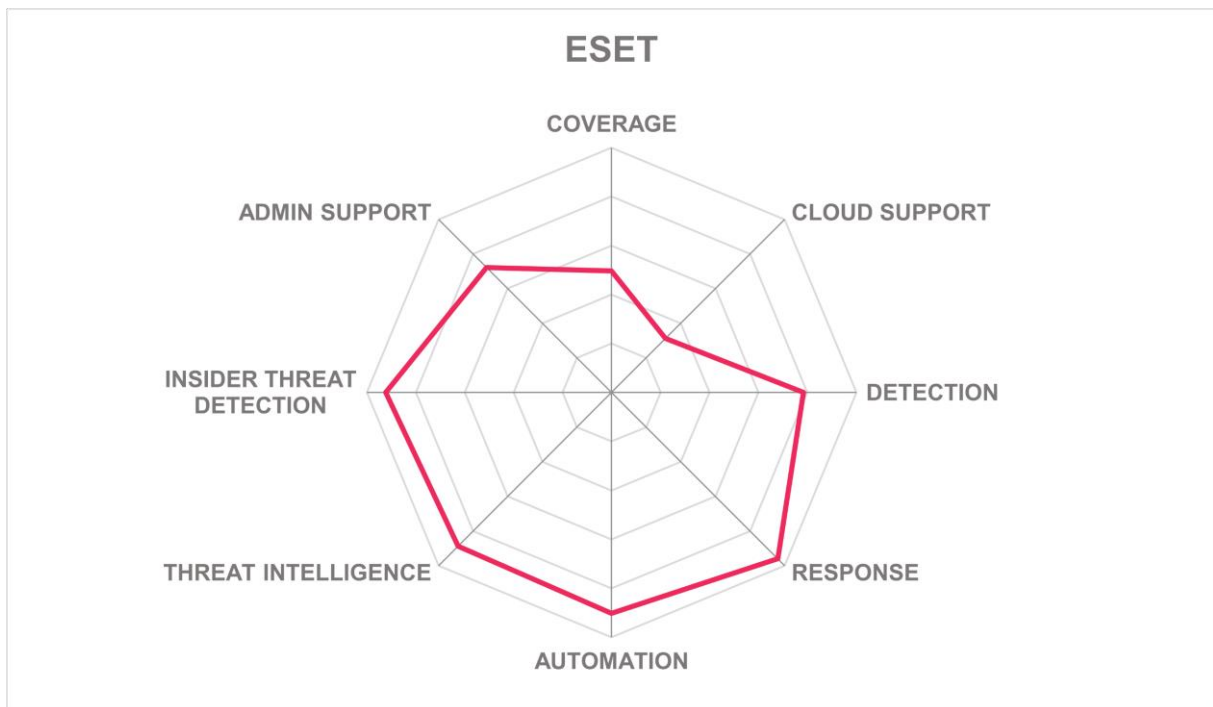 ESET
COVERAGE
ADMIN SUPPORT
CLOUD SUPPORT
INSIDER THREAT
DETECTION
DETECTION
THREAT INTELLIGENCE
RESPONSE
AUTOMATION